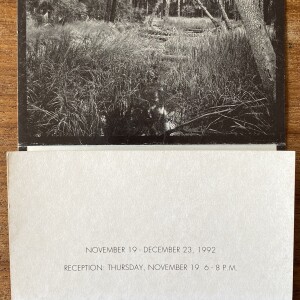 NOVEMBER 19 - DECEMBER 23, 1992
RECEPTION: THURSDAY, NOVEMBER 19 6 - 8 P.M.